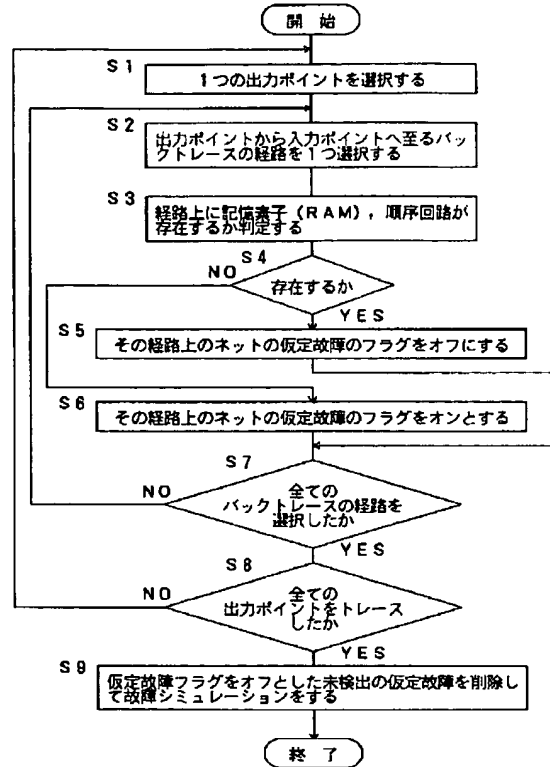 開 始
S1
1つの出力ポイントを選択する
S2
出力ポイントから入力ポイントへ至るバッ
クトレースの経路を1つ選択する
S3
経路上に記信素子(RAM),順序回路が
存在するか判定する
S4
NO
存在するか
YES
S5
その経路上のネットの仮定故障のフラグをオフにする
S6
その経路上のネットの仮定故障のフラグをオンとする
S7
NO
全ての
バックトレースの経路を
選択したか
YES
S8
NO
全ての
出力ポイントをトレース
したか
YES
S9
仮定故障フラグをオフとした未検出の仮定故障を削除し
て故障シミュレーションをする
終 了